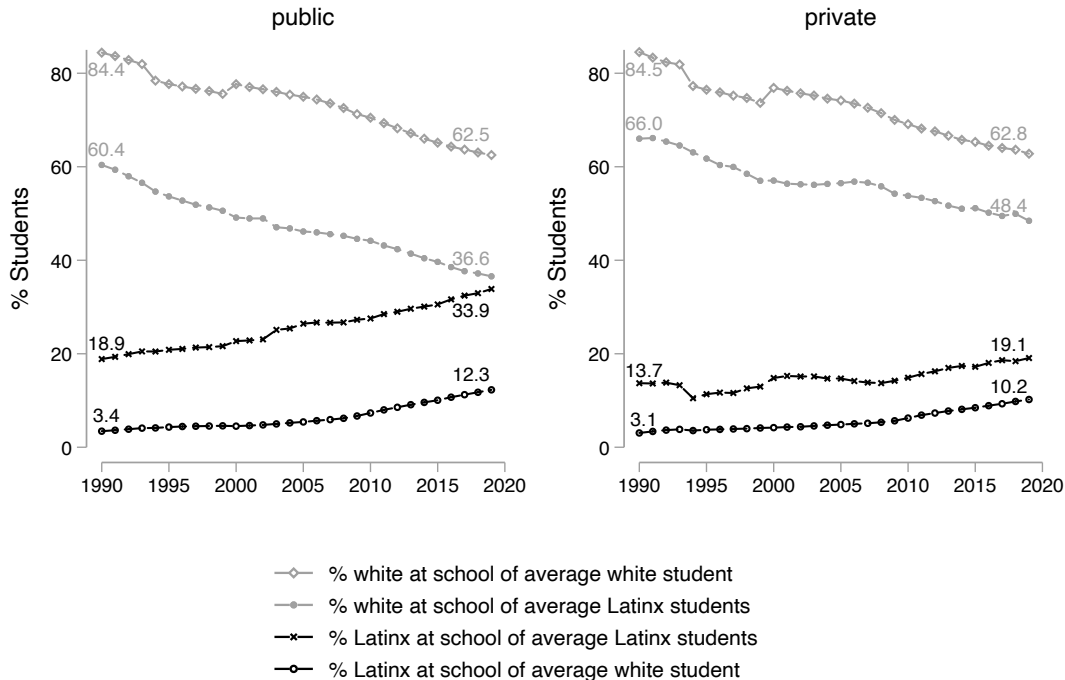 public
private
% Students
80
60
40
20
0
84.4
62.5
60.4
36.6
18.9
33.9
3.4
12.3
1990 1995 2000 2005 2010 2015 2020
% Students
80
60
40
20
0
84.5
62.8
66.0
48.4
13.7
19.1
3.1
10.2
1990 1995 2000 2005 2010 2015 2020
% white at school of average white student
% white at school of average Latinx students
% Latinx at school of average Latinx students
% Latinx at school of average white student